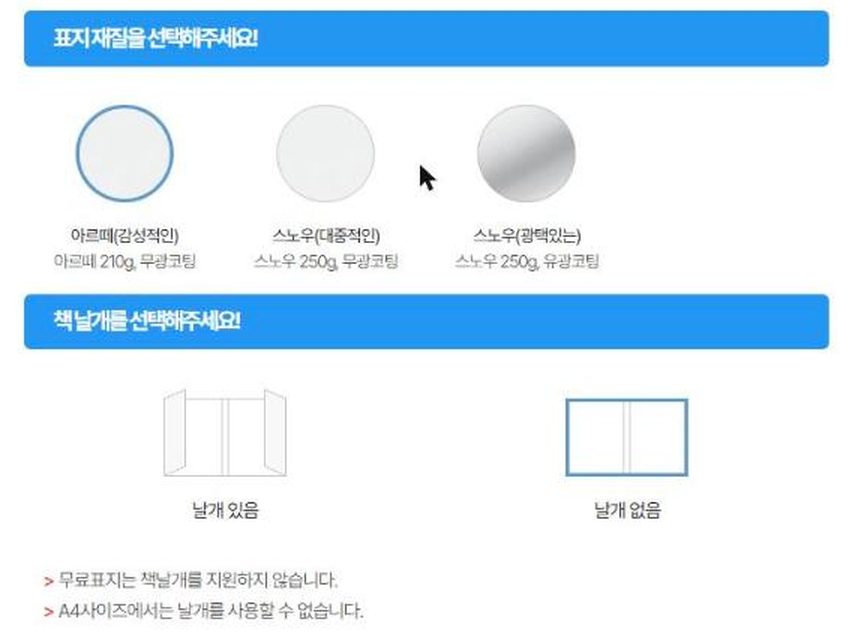 표지 재질을 선택해주세요!
아르떼(감성적인)
아르떼 210g, 무광코팅
스노우(대중적인)
스노우 250g, 무광코팅
스노우(광택있는)
스노우 250g, 유광코팅
책 날개를 선택해주세요!
날개 있음
날개 없음
> 무료표지는 책날개를 지원하지 않습니다.
> A4사이즈에서는 날개를 사용할 수 없습니다.